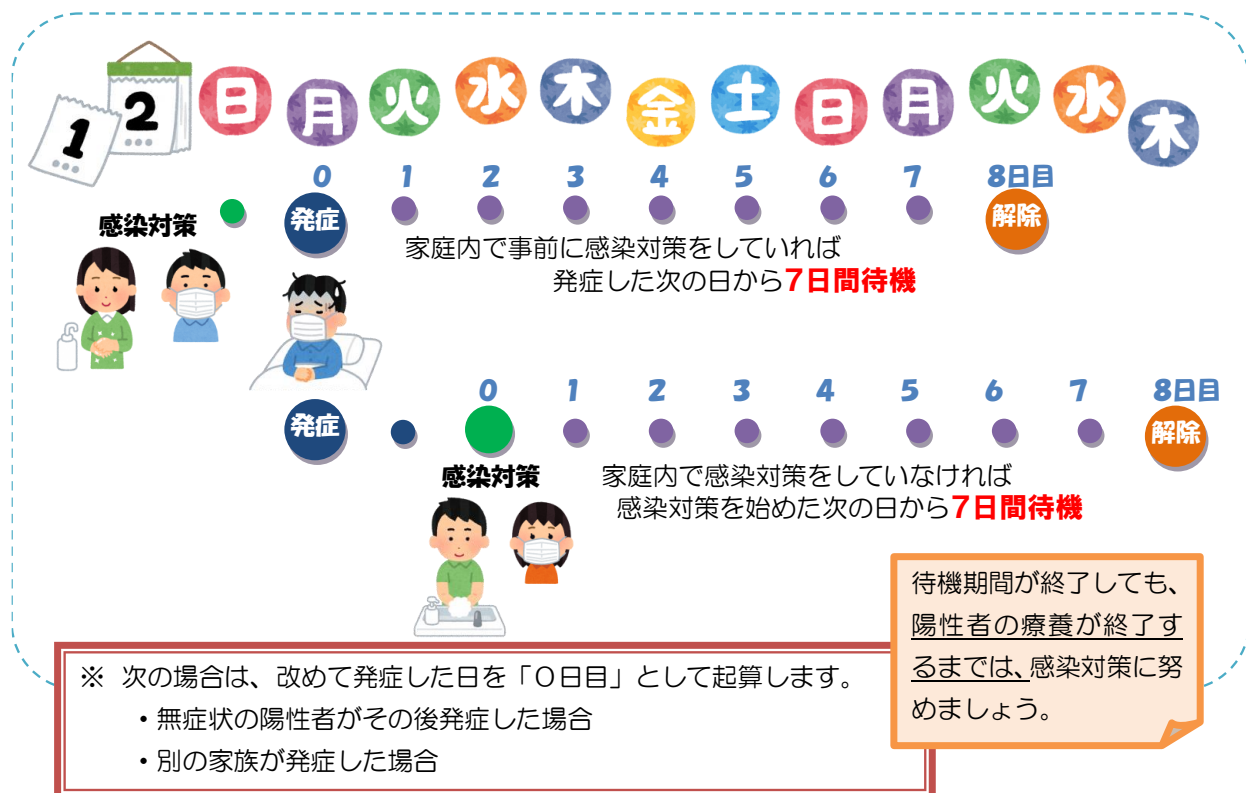 1 2 日 月 火 水 木 金 土 日 月 火 水 木
0 1 2 3 4 5 6 7 8日目
感染対策 発症 解除
家庭内で事前に感染対策をしていれば
発症した次の日から7日間待機
0 1 2 3 4 5 6 7 8日目
発症 解除
感染対策
家庭内で感染対策をしていなければ
感染対策を始めた次の日から7日間待機
待機期間が終了しても、
陽性者の療養が終了す
るまでは、感染対策に努
めましょう。
※ 次の場合は、改めて発症した日を「0日目」として起算します。
・無症状の陽性者がその後発症した場合
・別の家族が発症した場合